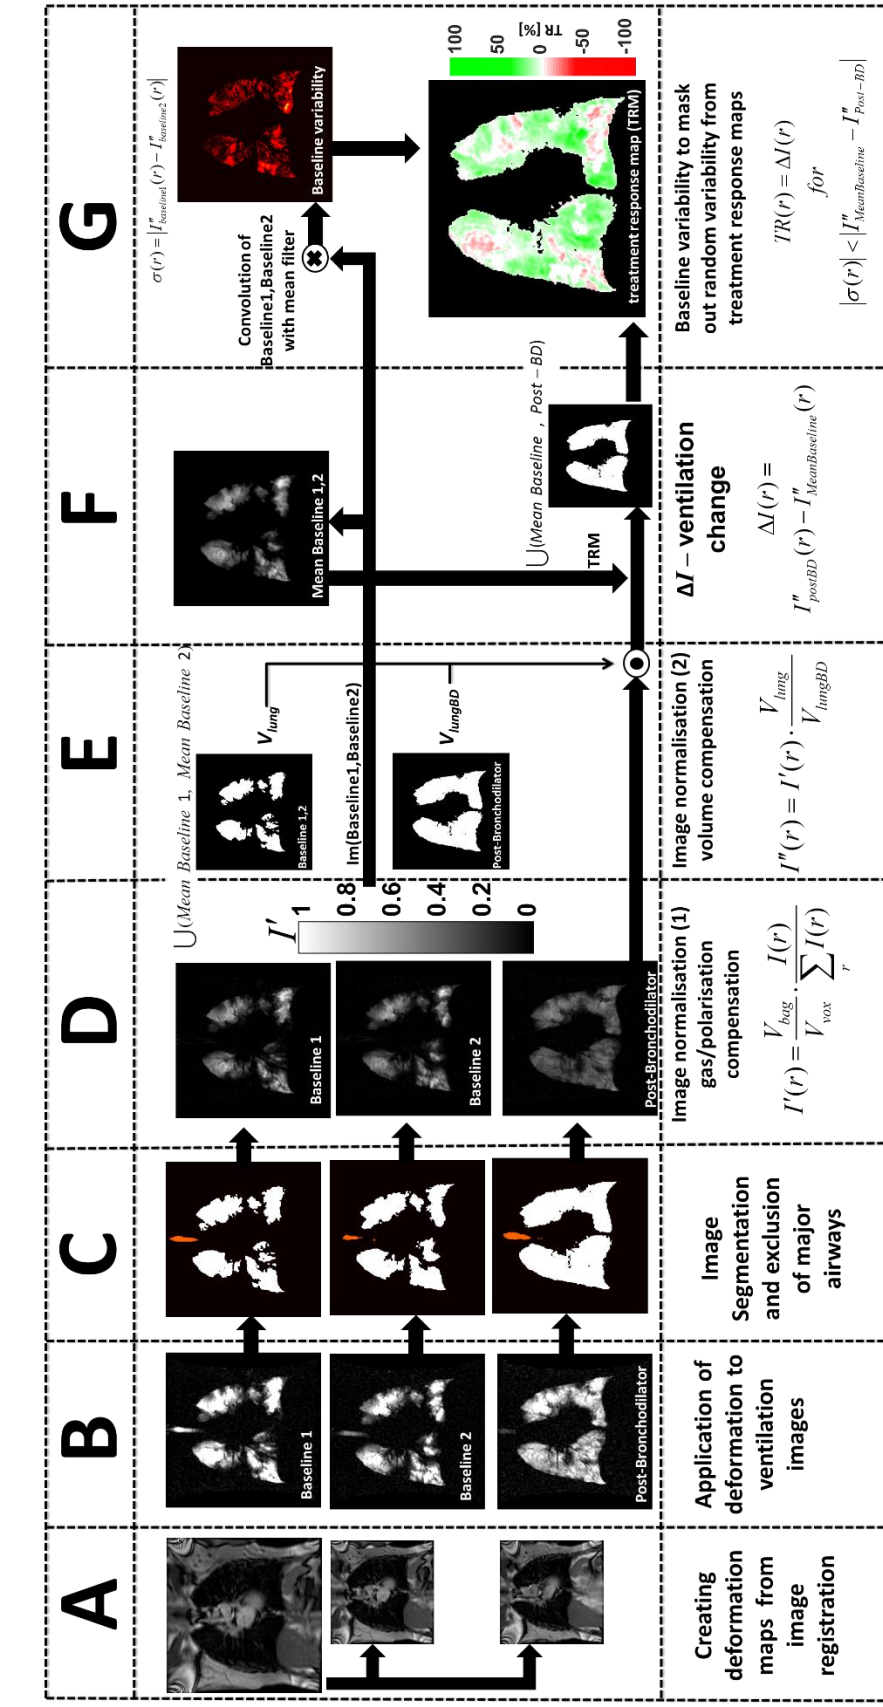 A
B
C
D
E
F
G
Baseline 1
Baseline 2
Post-Bronchodilator
Baseline 1
Baseline 2
Post-Bronchodilator
I′
1
0.8
0.6
0.4
0.2
0
⋃(Mean Baseline 1, Mean Baseline 2)
Baseline 1,2
V_lung
Im(Baseline1,Baseline2)
Post-Bronchodilator
V_lungBD
Mean Baseline 1,2
⋃(Mean Baseline , Post − BD)
TRM
σ(r) = |I″_baseline1(r) − I″_baseline2(r)|
Convolution of
Baseline1,Baseline2
with mean filter
Baseline variability
treatment response map (TRM)
100
50
0
-50
-100
TR [%]
Creating
deformation
maps from
image
registration
Application of
deformation to
ventilation
images
Image
Segmentation
and exclusion
of major
airways
Image normalisation (1)
gas/polarisation
compensation
I′(r) = V_bag / V_vox · I(r) / ∑_r I(r)
Image normalisation (2)
volume compensation
I″(r) = I′(r) · V_lung / V_lungBD
ΔI – ventilation
change
ΔI(r) =
I″_postBD(r) − I″_MeanBaseline(r)
Baseline variability to mask
out random variability from
treatment response maps
TR(r) = ΔI(r)
for
|σ(r)| < |I″_MeanBaseline − I″_Post−BD|